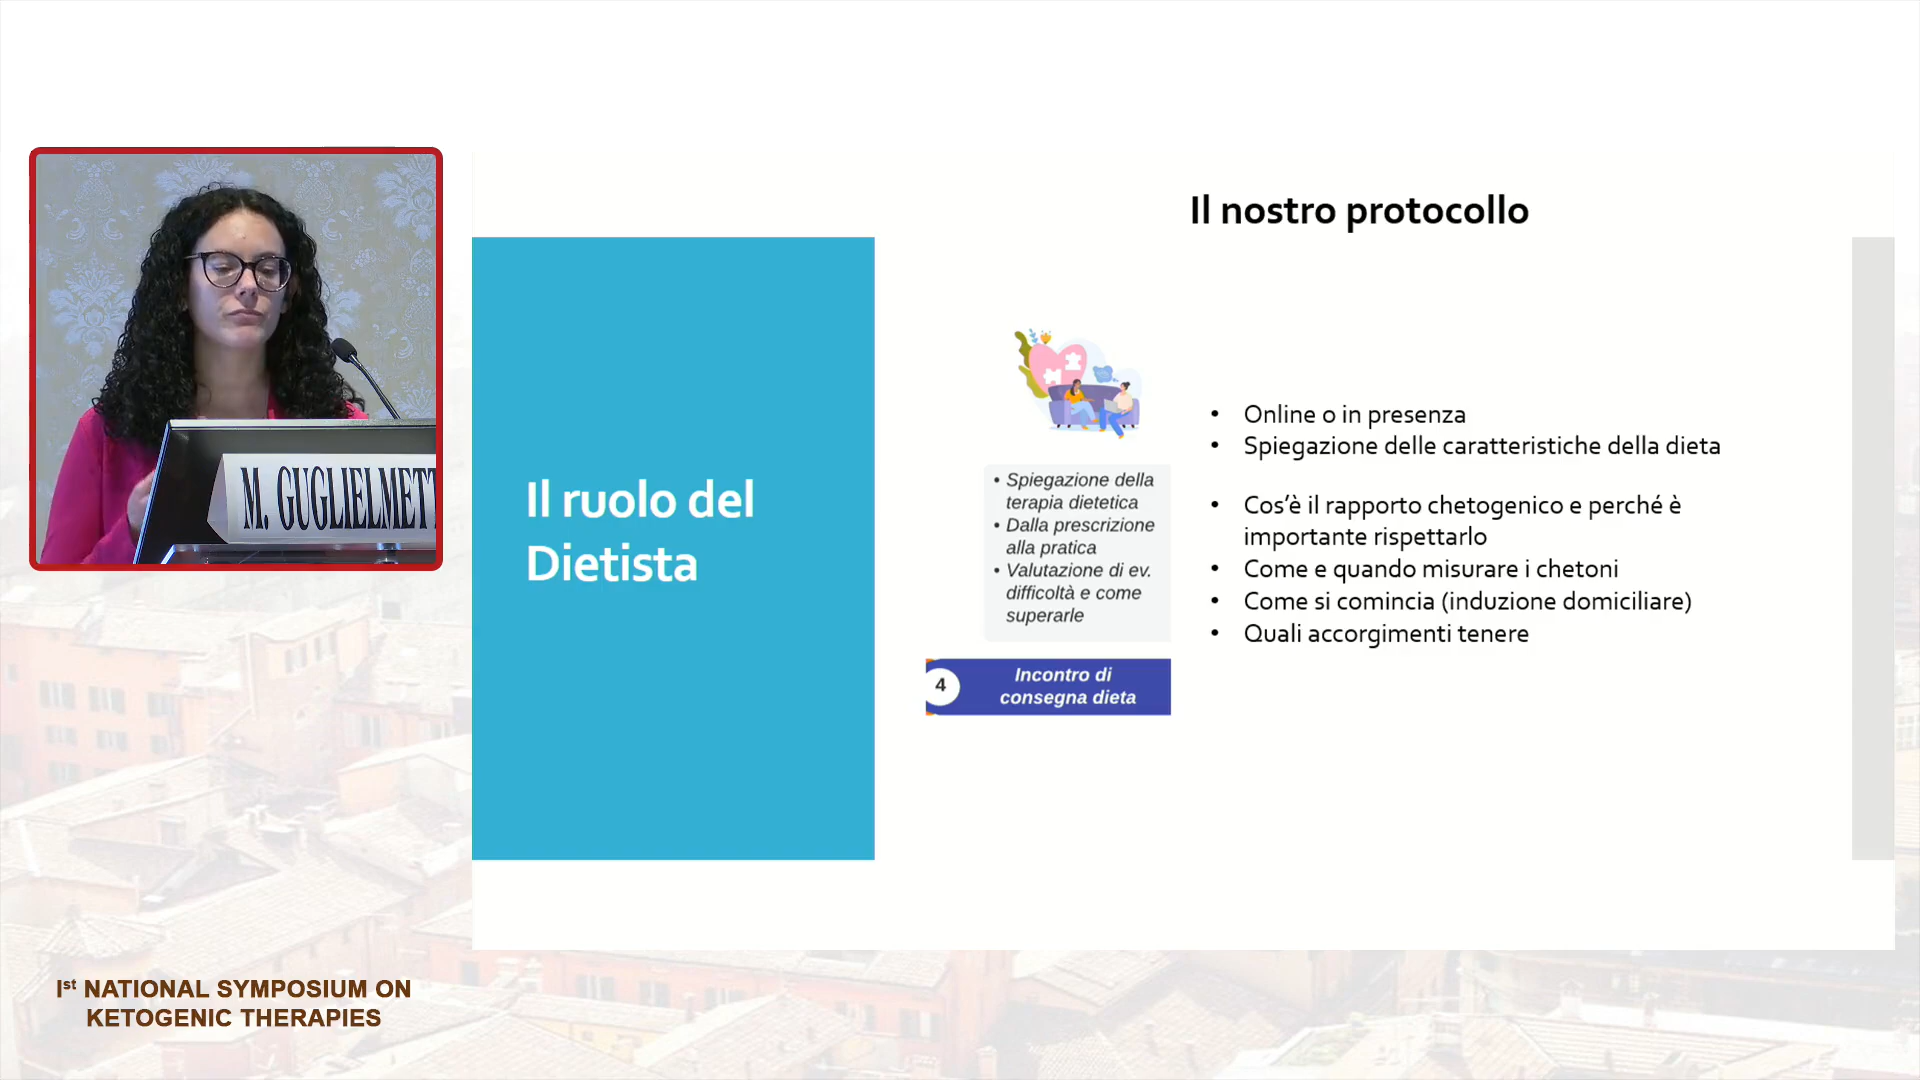 Il nostro protocollo
M. GUGLIELMETT
Il ruolo del
Dietista
• Spiegazione della
terapia dietetica
• Dalla prescrizione
alla pratica
• Valutazione di ev.
difficoltà e come
superarle
4
Incontro di
consegna dieta
• Online o in presenza
• Spiegazione delle caratteristiche della dieta
• Cos’è il rapporto chetogenico e perché è
importante rispettarlo
• Come e quando misurare i chetoni
• Come si comincia (induzione domiciliare)
• Quali accorgimenti tenere
Ist NATIONAL SYMPOSIUM ON
KETOGENIC THERAPIES